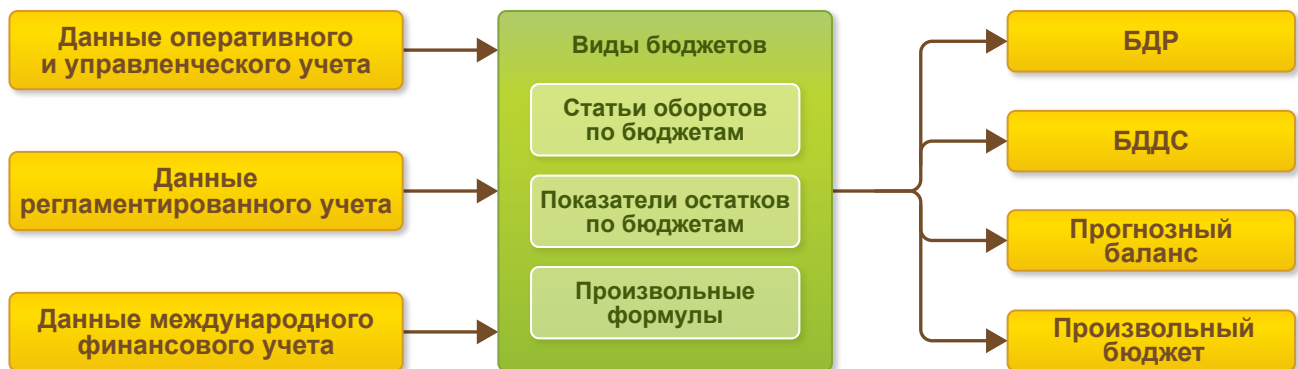 Данные оперативного
и управленческого учета
Данные
регламентированного учета
Данные международного
финансового учета
Виды бюджетов
Статьи оборотов
по бюджетам
Показатели остатков
по бюджетам
Произвольные
формулы
БДР
БДДС
Прогнозный
баланс
Произвольный
бюджет